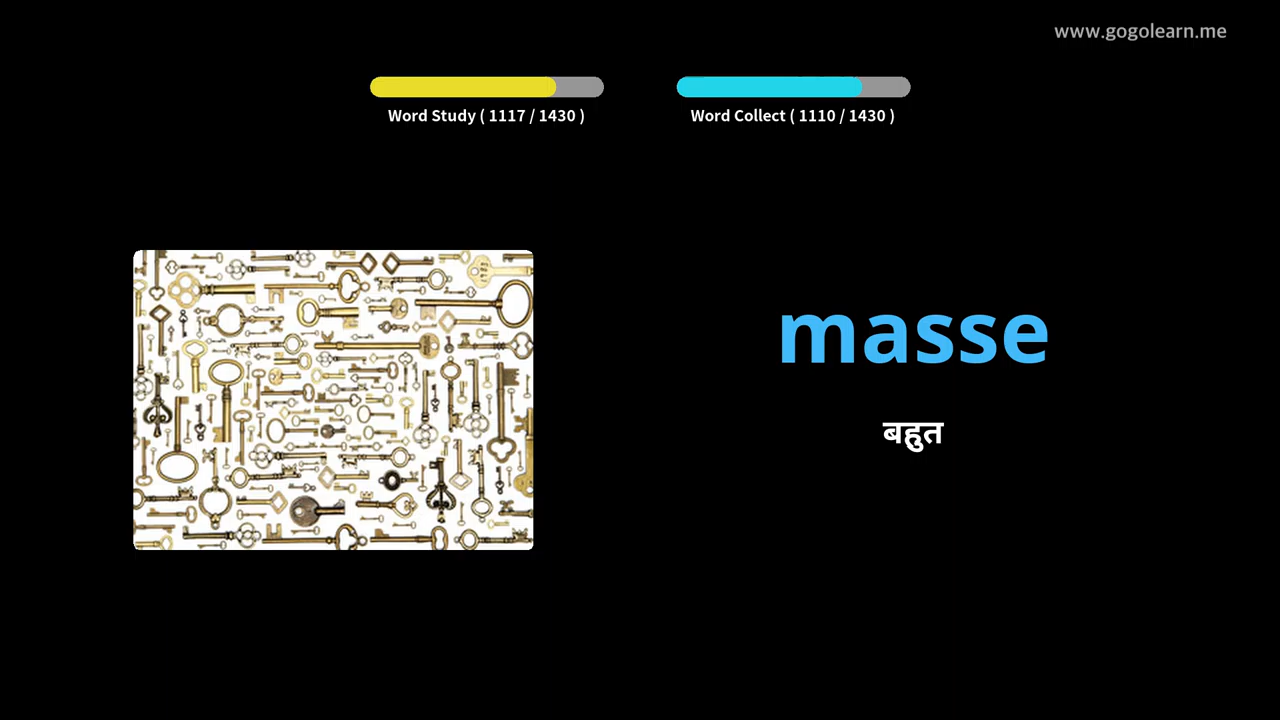 www.gogolearn.me
Word Study ( 1117 / 1430 )
Word Collect ( 1110 / 1430 )
masse
बहुत